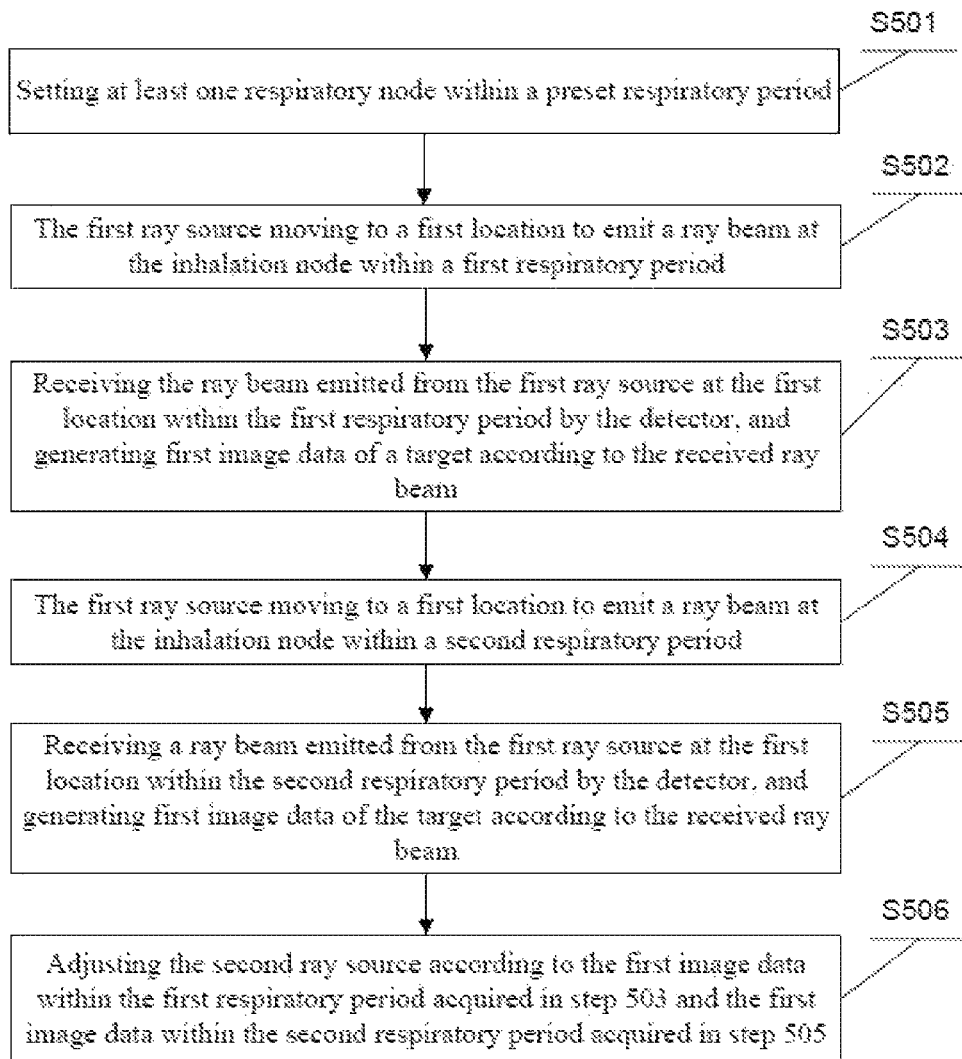 S501
Setting at least one respiratory node within a preset respiratory period
S502
The first ray source moving to a first location to emit a ray beam at
the inhalation node within a first respiratory period
S503
Receiving the ray beam emitted from the first ray source at the first
location within the first respiratory period by the detector, and
generating first image data of a target according to the received ray
beam
S504
The first ray source moving to a first location to emit a ray beam at
the inhalation node within a second respiratory period
S505
Receiving a ray beam emitted from the first ray source at the first
location within the second respiratory period by the detector, and
generating first image data of the target according to the received ray
beam
S506
Adjusting the second ray source according to the first image data
within the first respiratory period acquired in step 503 and the first
image data within the second respiratory period acquired in step 505